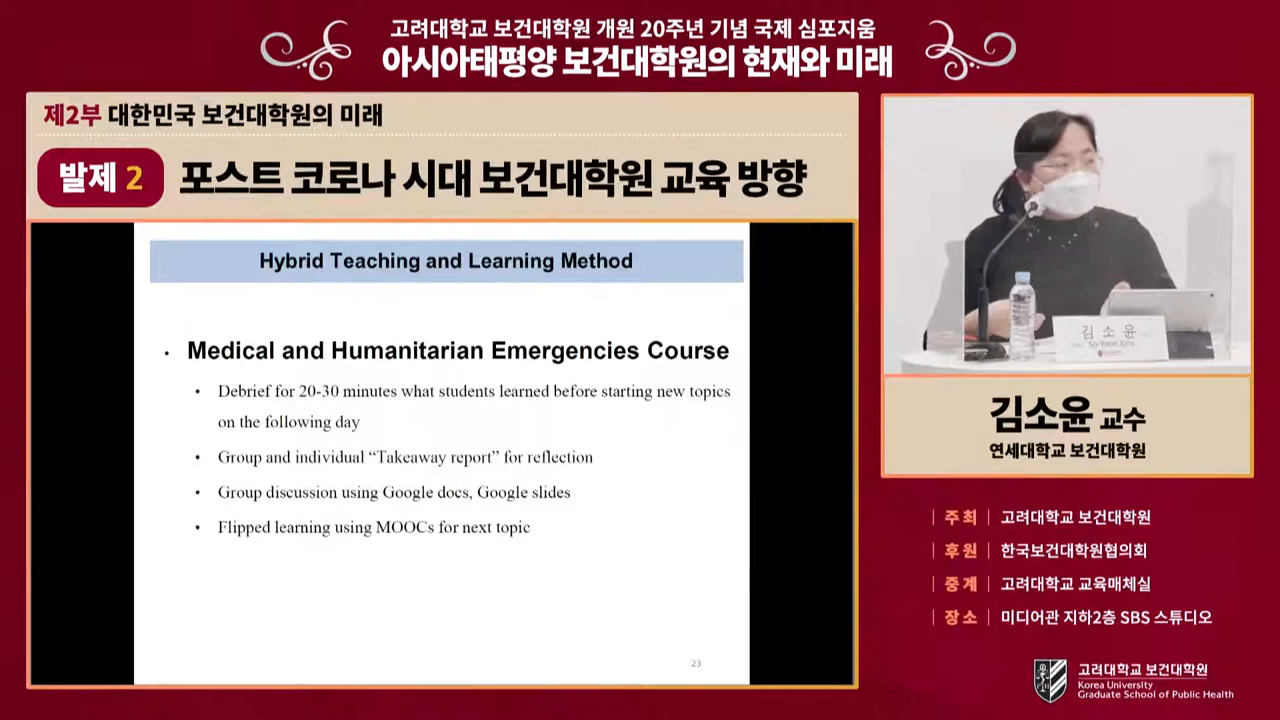 고려대학교 보건대학원 개원 20주년 기념 국제 심포지움
아시아태평양 보건대학원의 현재와 미래
제2부 대한민국 보건대학원의 미래
발제 2 포스트 코로나 시대 보건대학원 교육 방향
Hybrid Teaching and Learning Method
• Medical and Humanitarian Emergencies Course
• Debrief for 20-30 minutes what students learned before starting new topics
on the following day
• Group and individual “Takeaway report” for reflection
• Group discussion using Google docs, Google slides
• Flipped learning using MOOCs for next topic
23
김 소 윤
So-Yoon Kim
김소윤 교수
연세대학교 보건대학원
| 주 최 | 고려대학교 보건대학원
| 후 원 | 한국보건대학원협의회
| 중 계 | 고려대학교 교육매체실
| 장 소 | 미디어관 지하2층 SBS 스튜디오
고려대학교 보건대학원
Korea University
Graduate School of Public Health